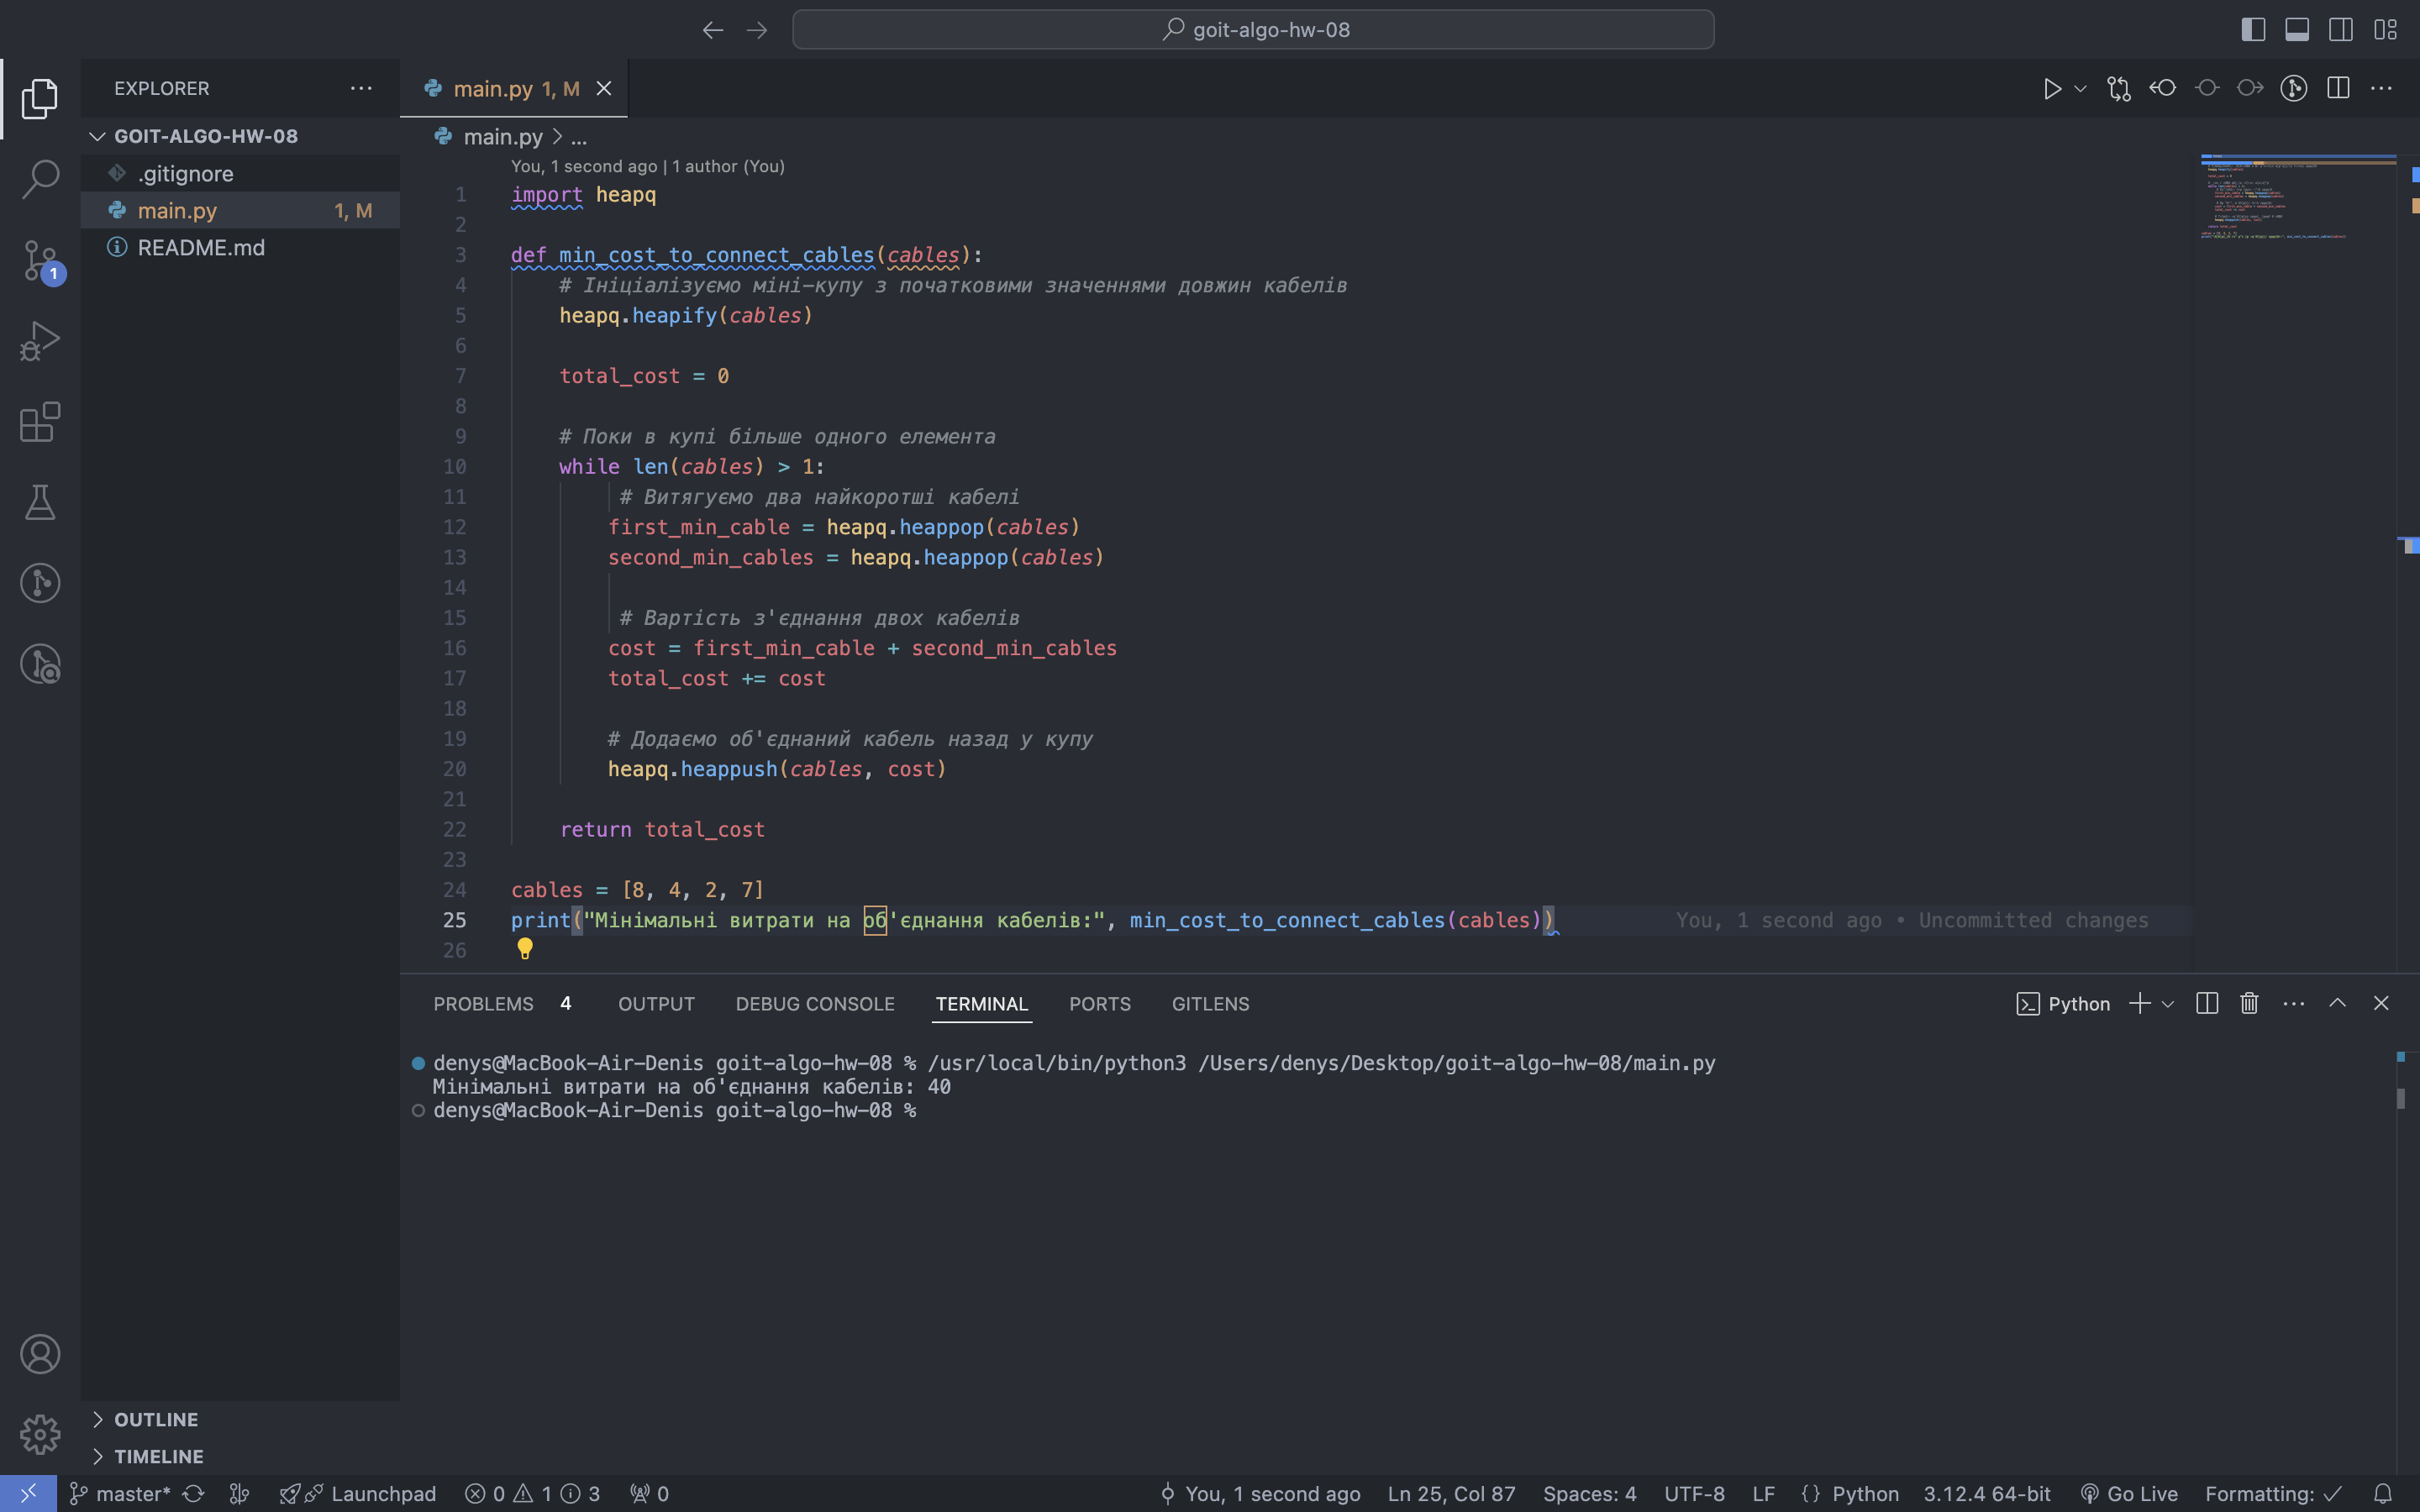 goit-algo-hw-08
EXPLORER
GOIT-ALGO-HW-08
.gitignore
main.py 1, M
README.md
OUTLINE
TIMELINE
main.py 1, M
main.py > ...
You, 1 second ago | 1 author (You)
1 import heapq
2
3 def min_cost_to_connect_cables(cables):
4 # Ініціалізуємо міні-купу з початковими значеннями довжин кабелів
5 heapq.heapify(cables)
6
7 total_cost = 0
8
9 # Поки в купі більше одного елемента
10 while len(cables) > 1:
11 # Витягуємо два найкоротші кабелі
12 first_min_cable = heapq.heappop(cables)
13 second_min_cables = heapq.heappop(cables)
14
15 # Вартість з'єднання двох кабелів
16 cost = first_min_cable + second_min_cables
17 total_cost += cost
18
19 # Додаємо об'єднаний кабель назад у купу
20 heapq.heappush(cables, cost)
21
22 return total_cost
23
24 cables = [8, 4, 2, 7]
25 print("Мінімальні витрати на об'єднання кабелів:", min_cost_to_connect_cables(cables)) You, 1 second ago • Uncommitted changes
26
PROBLEMS 4 OUTPUT DEBUG CONSOLE TERMINAL PORTS GITLENS Python
denys@MacBook-Air-Denis goit-algo-hw-08 % /usr/local/bin/python3 /Users/denys/Desktop/goit-algo-hw-08/main.py
Мінімальні витрати на об'єднання кабелів: 40
denys@MacBook-Air-Denis goit-algo-hw-08 %
1
master* Launchpad 0 1 3 0 You, 1 second ago Ln 25, Col 87 Spaces: 4 UTF-8 LF {} Python 3.12.4 64-bit Go Live Formatting: ✓